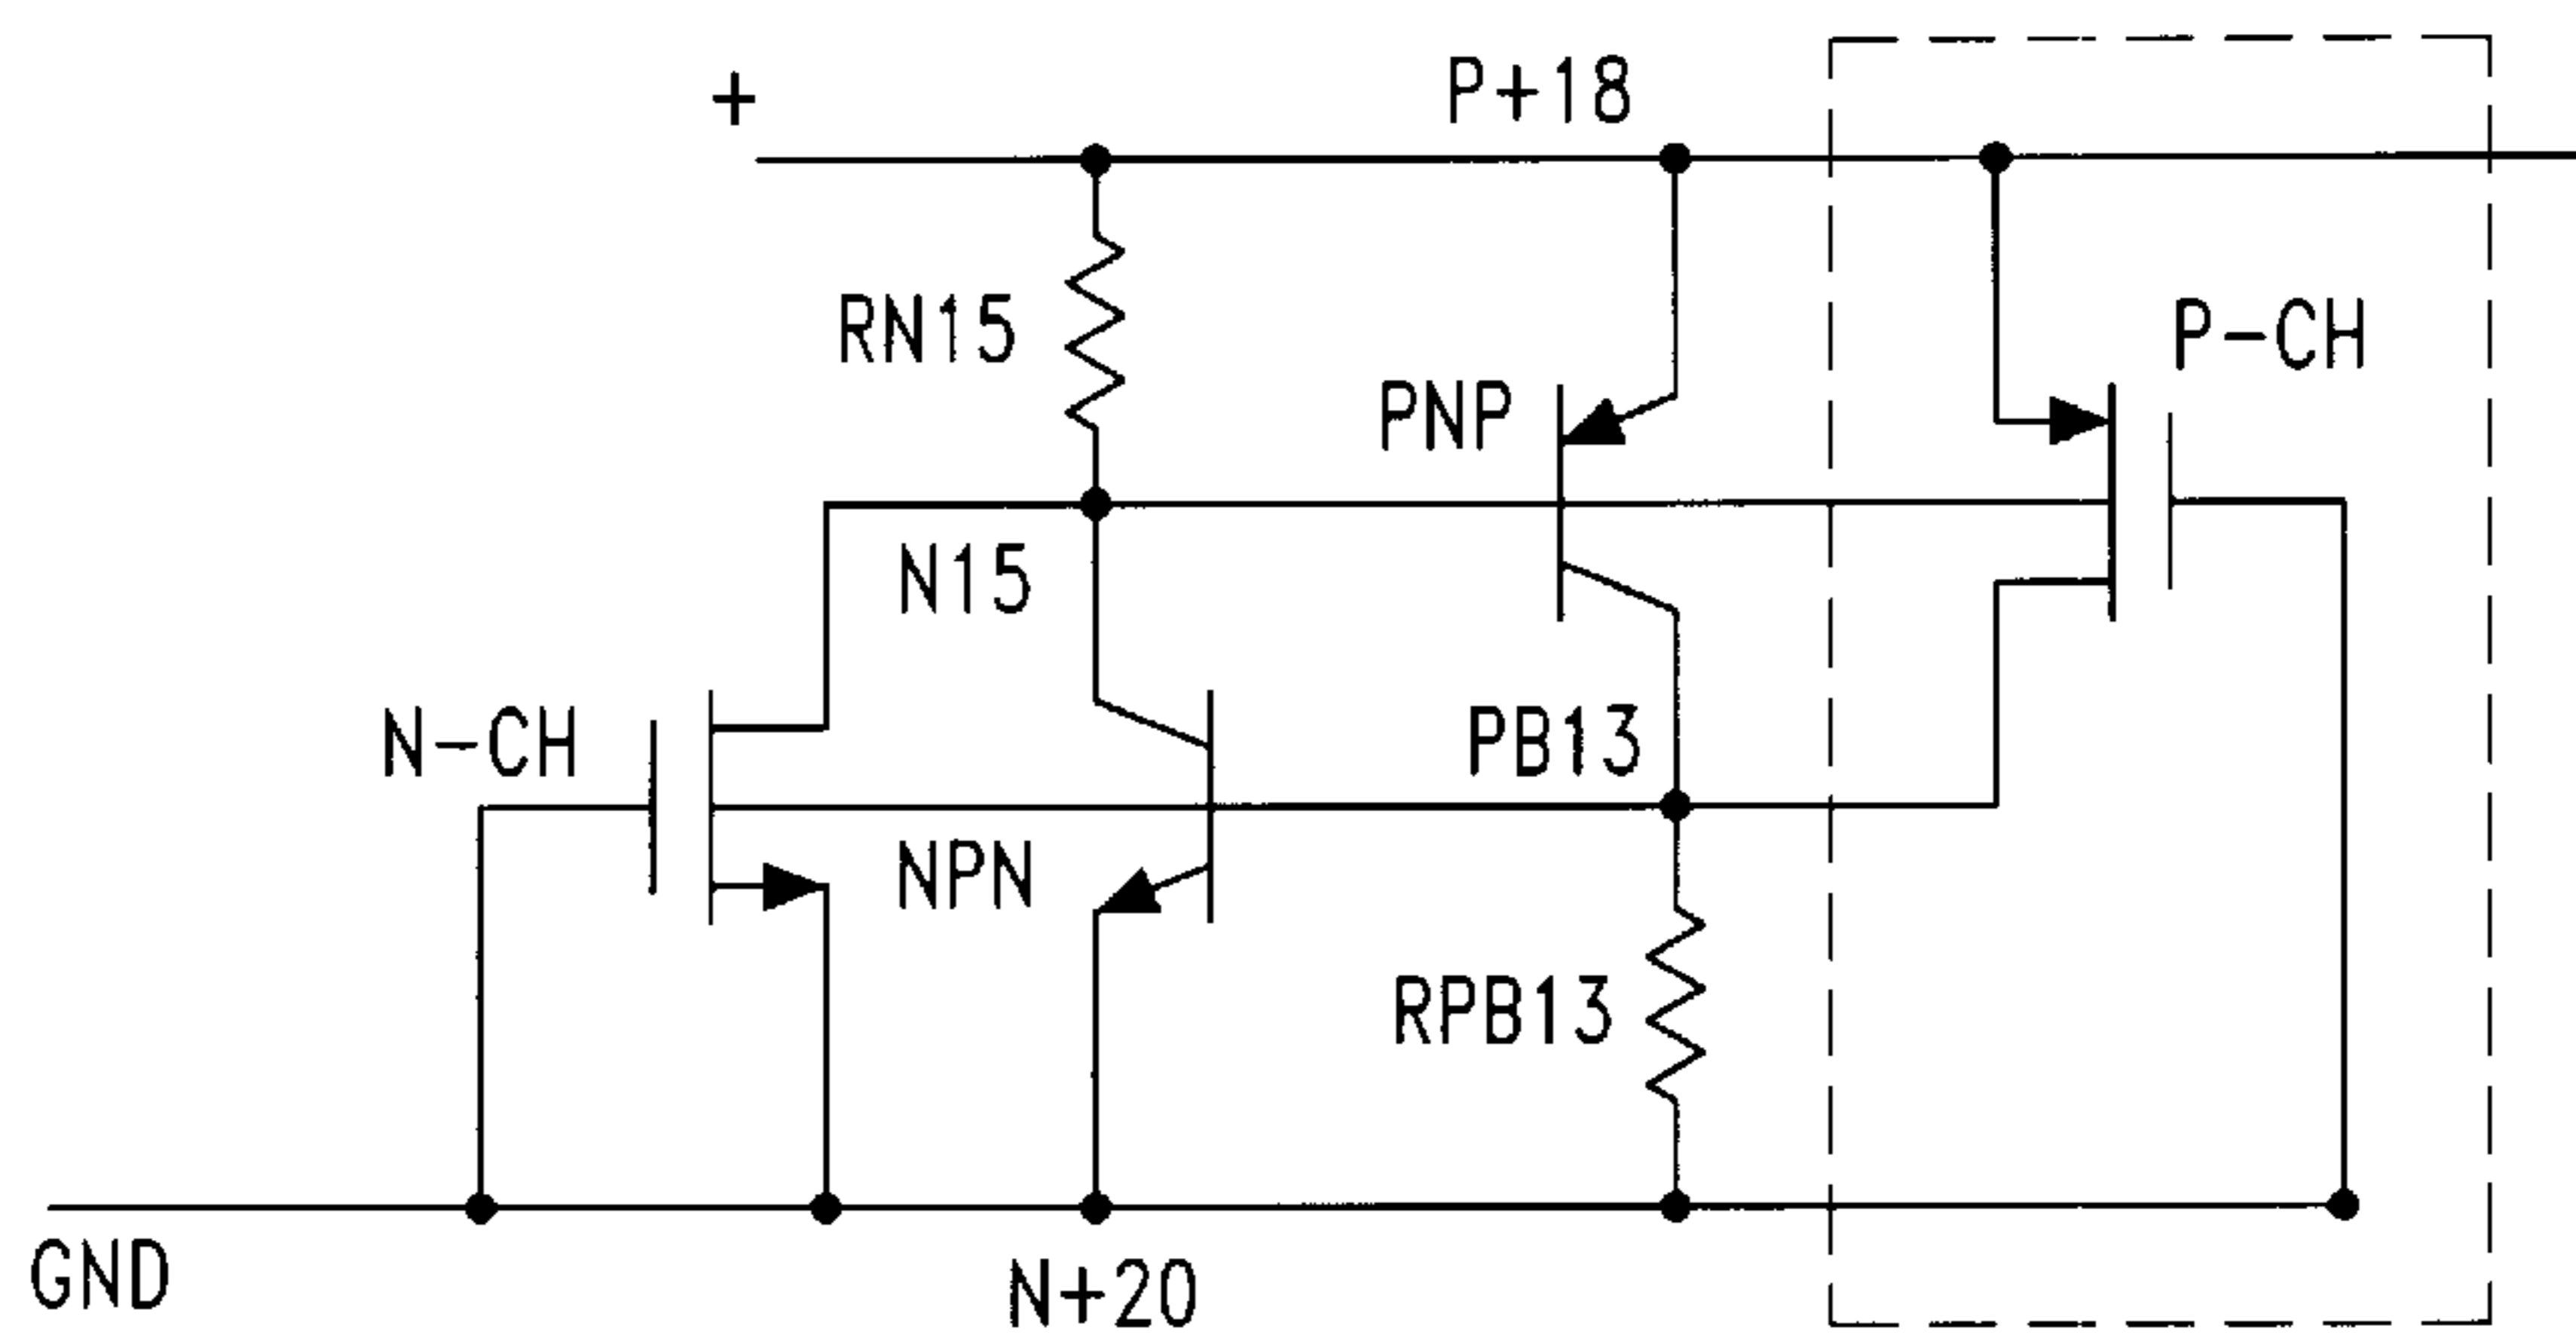 +
P+18
RN15
P-CH
PNP
N15
N-CH
PB13
NPN
RPB13
GND
N+20